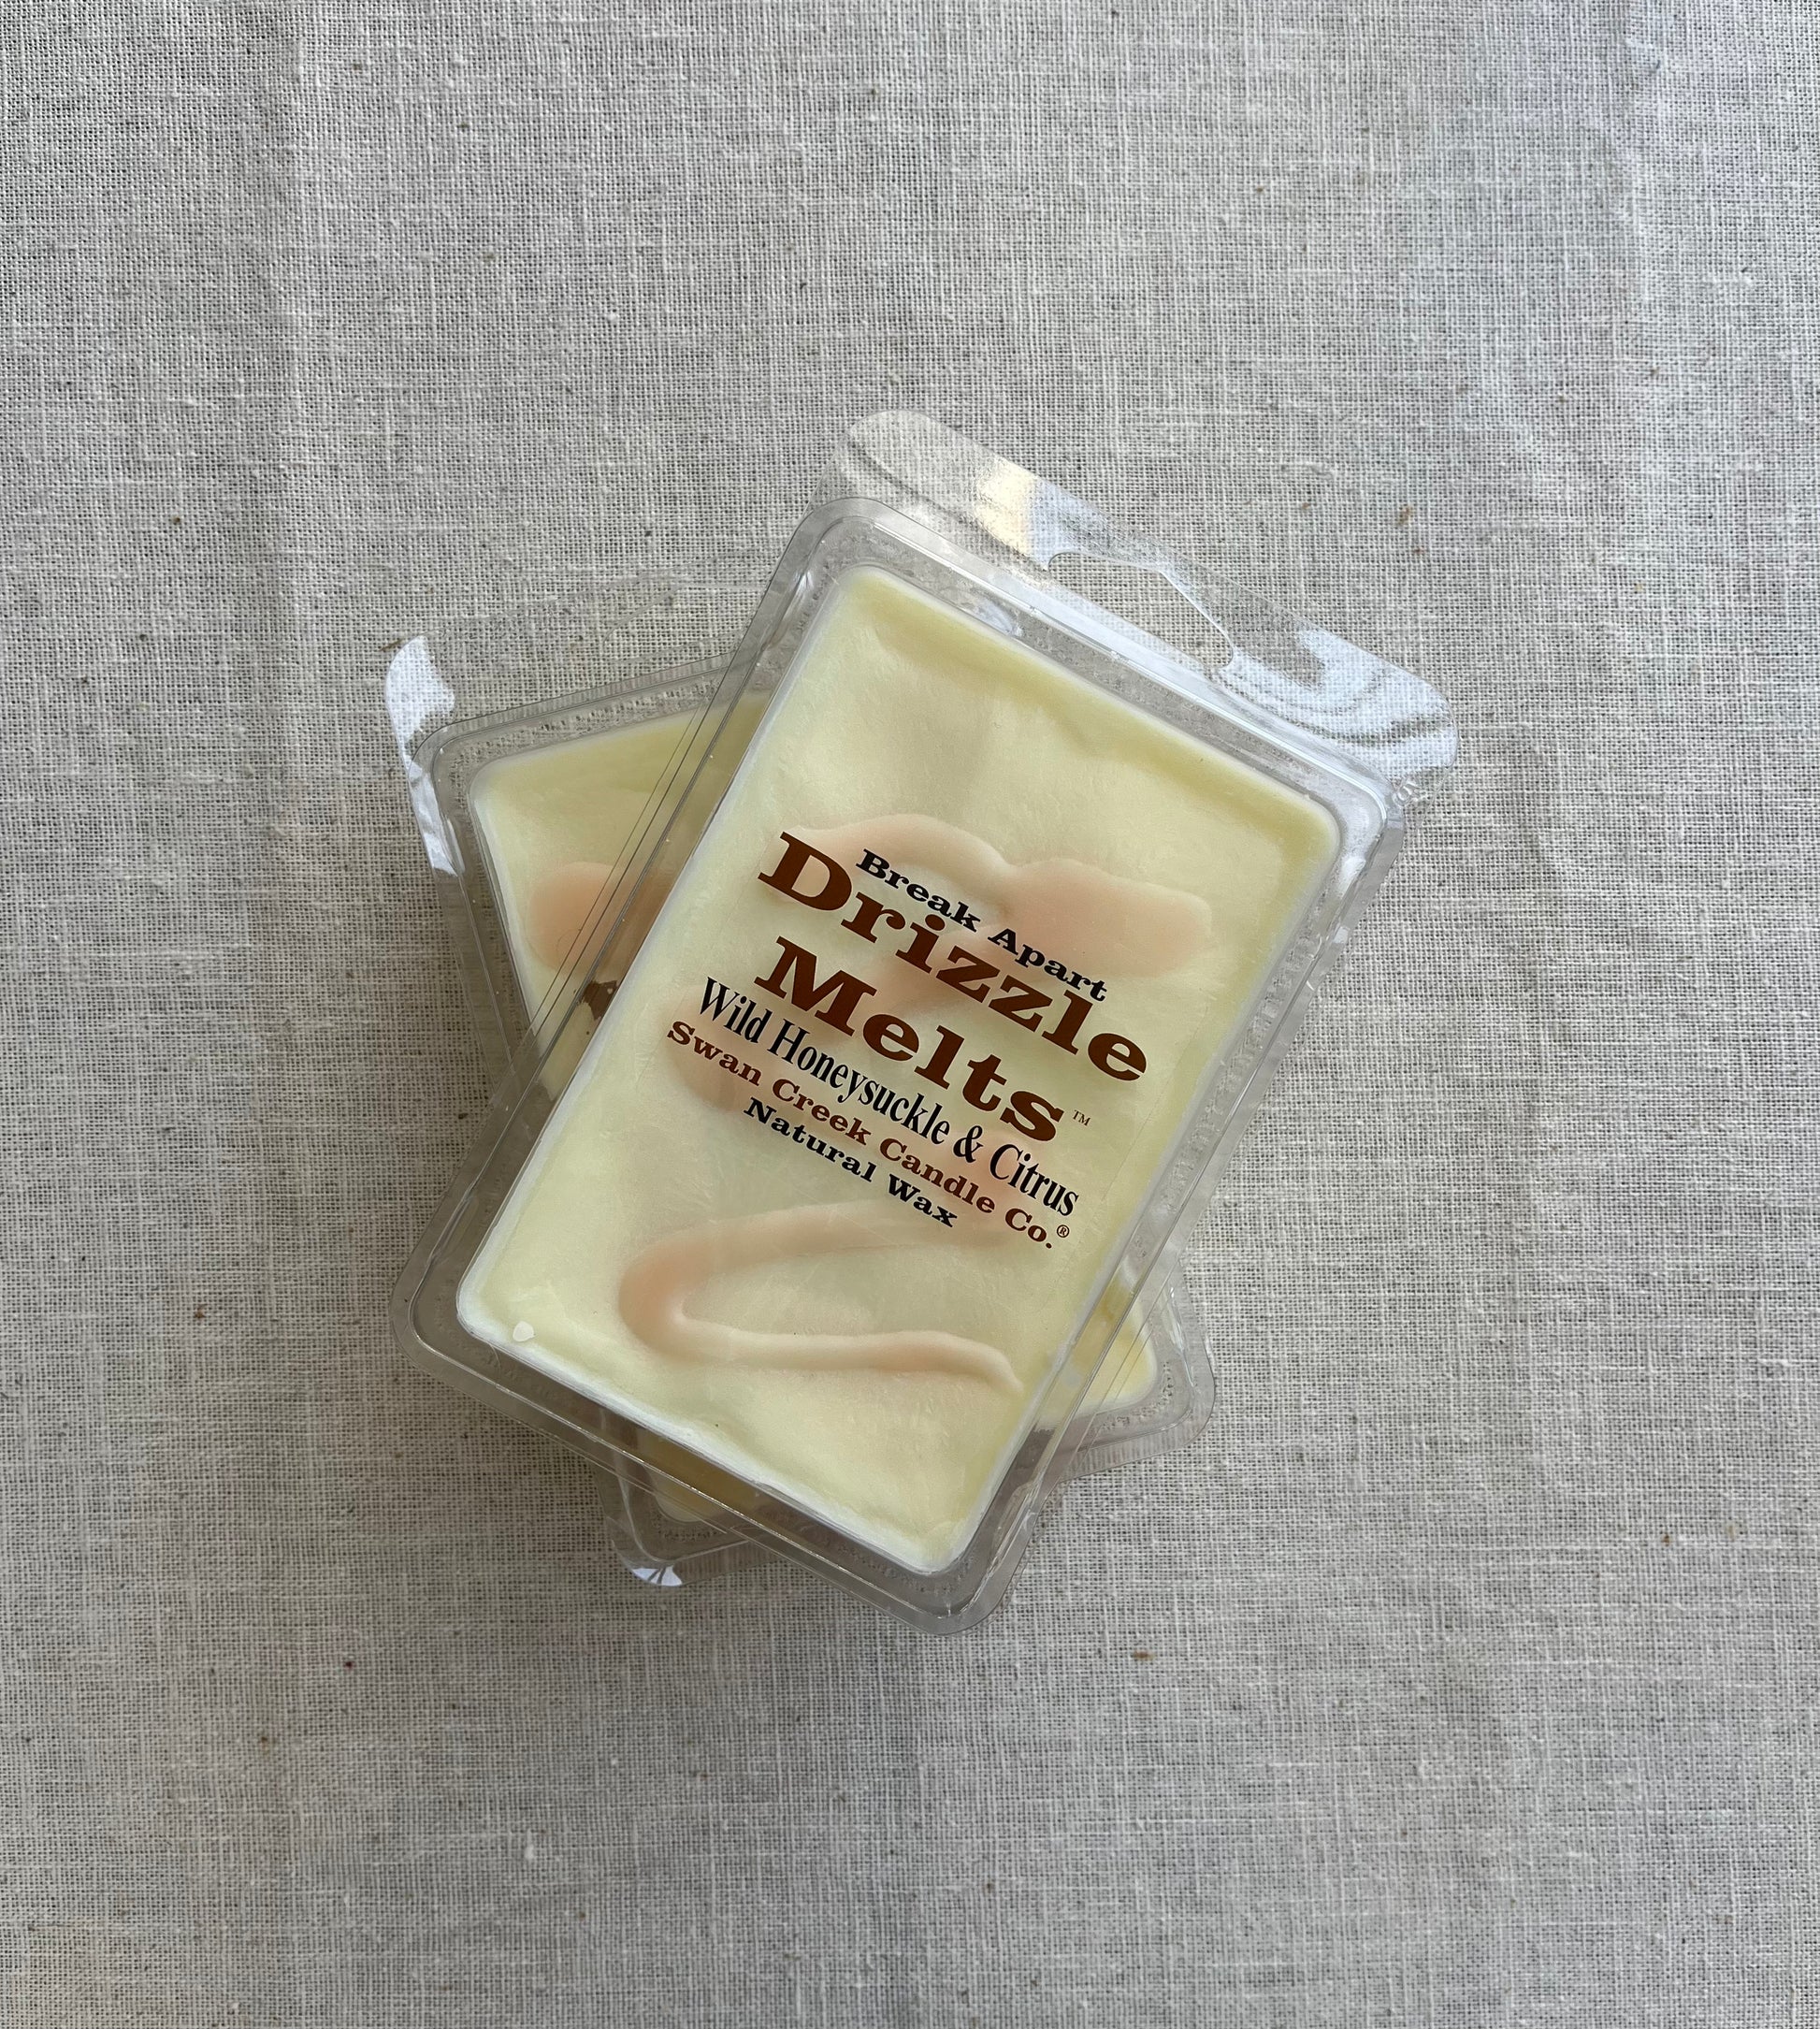 Break Apart
Drizzle
Melts™
Wild Honeysuckle & Citrus
Swan Creek Candle Co.®
Natural Wax